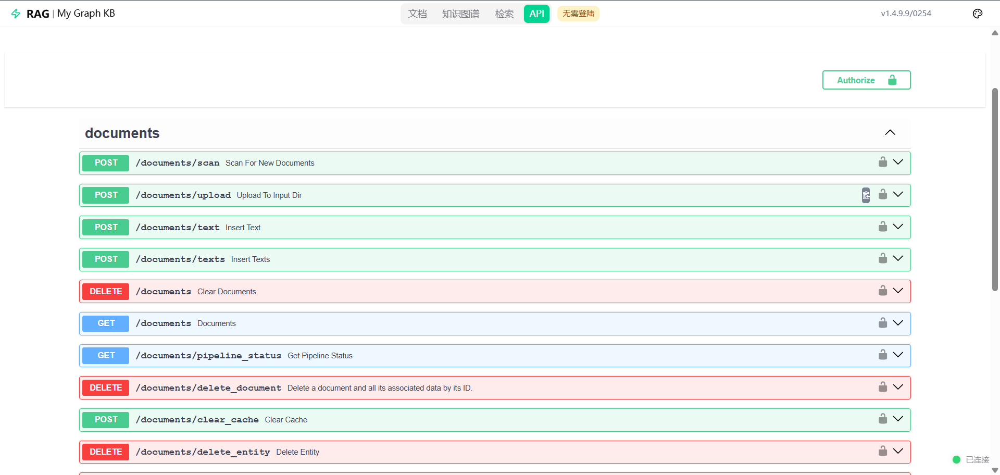 RAG | My Graph KB 文档 知识图谱 检索 API 无需登陆 v1.4.9.9/0254
Authorize
documents
POST /documents/scan Scan For New Documents
POST /documents/upload Upload To Input Dir
POST /documents/text Insert Text
POST /documents/texts Insert Texts
DELETE /documents Clear Documents
GET /documents Documents
GET /documents/pipeline_status Get Pipeline Status
DELETE /documents/delete_document Delete a document and all its associated data by its ID.
POST /documents/clear_cache Clear Cache
DELETE /documents/delete_entity Delete Entity
已连接